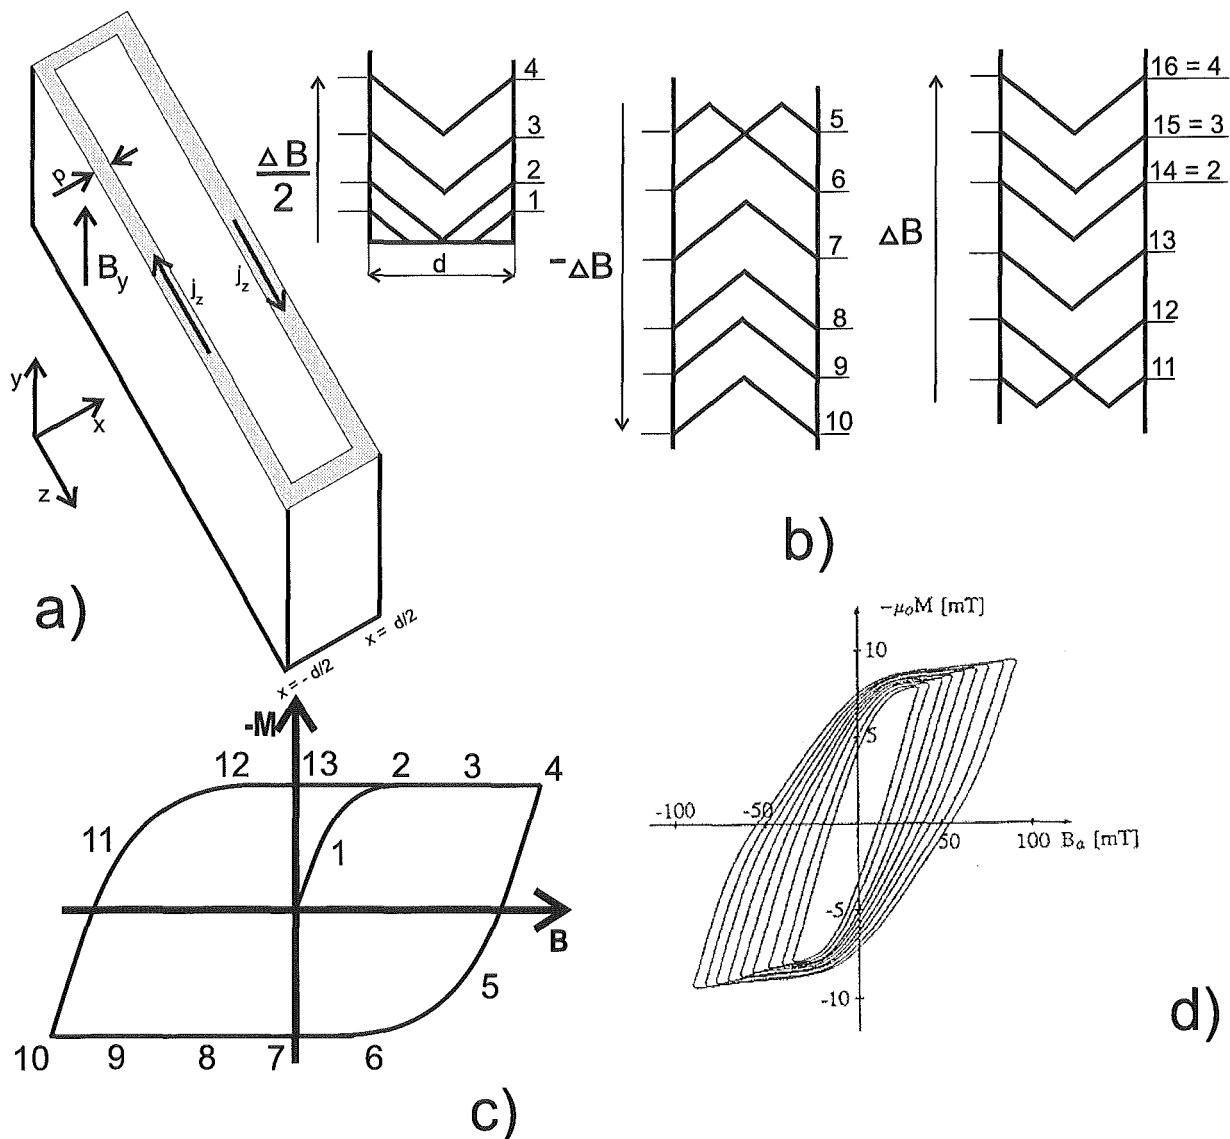 p
B_y
j_z
j_z
y
x
z
x = - d/2
x = d/2
a)
ΔB
2
4
3
2
1
d
-ΔB
5
6
7
8
9
10
ΔB
16 = 4
15 = 3
14 = 2
13
12
11
b)
-M
12
13
2
3
4
11
1
B
5
10
9
8
7
6
c)
-μ₀M [mT]
10
5
-100
-50
50
100
B_a [mT]
-5
-10
d)